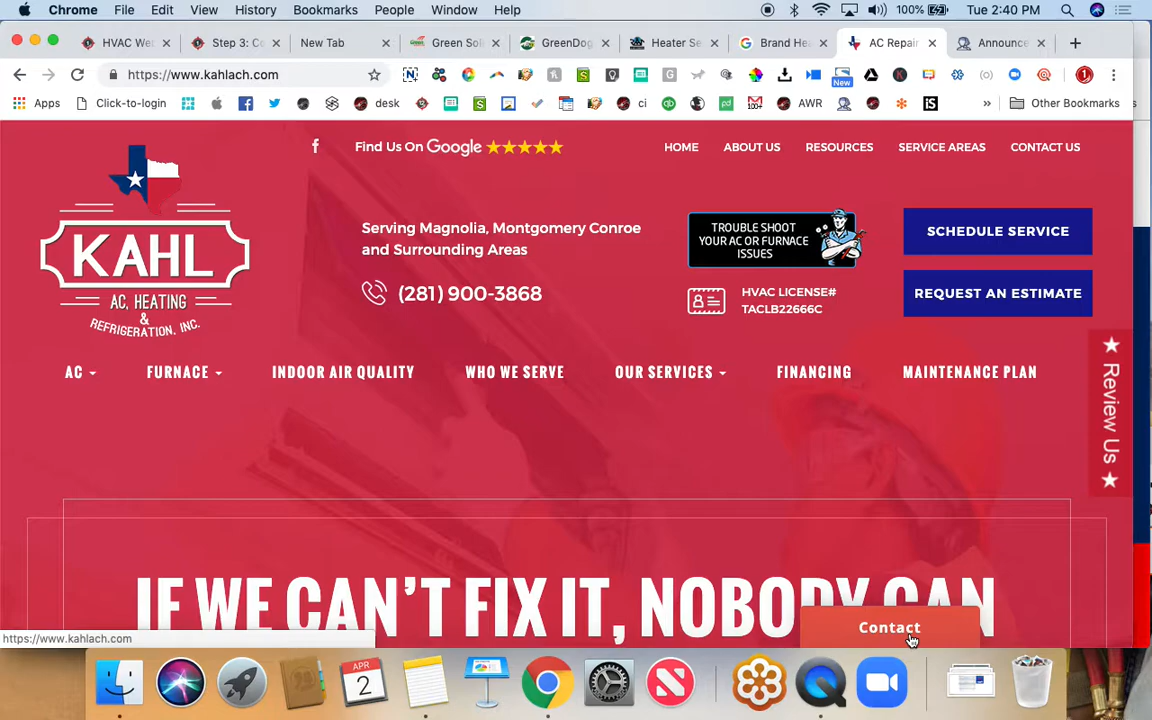 Chrome File Edit View History Bookmarks People Window Help 100% Tue 2:40 PM
HVAC We Step 3: C New Tab Green Sol GreenDog Heater Se Brand He AC Repair Announce
https://www.kahlach.com
New
Apps Click-to-login desk ci AWR Other Bookmarks
Find Us On Google HOME ABOUT US RESOURCES SERVICE AREAS CONTACT US
KAHL
AC, HEATING
&
REFRIGERATION, INC.
Serving Magnolia, Montgomery Conroe
and Surrounding Areas
(281) 900-3868
TROUBLE SHOOT
YOUR AC OR FURNACE
ISSUES
HVAC LICENSE#
TACLB22666C
SCHEDULE SERVICE
REQUEST AN ESTIMATE
AC FURNACE INDOOR AIR QUALITY WHO WE SERVE OUR SERVICES FINANCING MAINTENANCE PLAN
★ Review Us ★
IF WE CAN'T FIX IT, NOBODY CAN
Contact
https://www.kahlach.com
APR
2